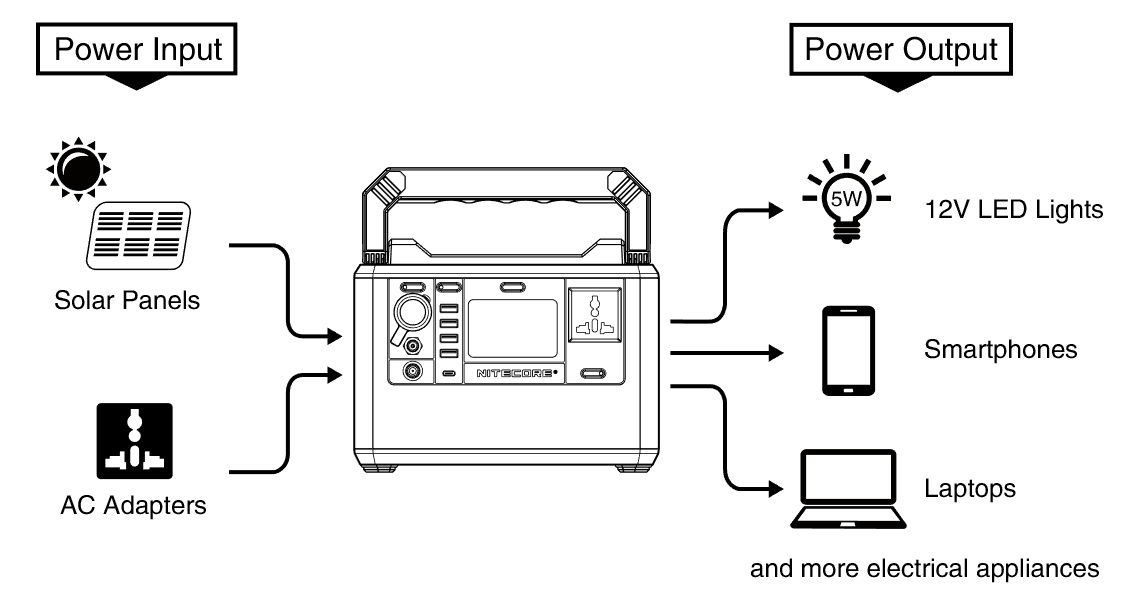 Power Input
Power Output
5W
12V LED Lights
Solar Panels
Smartphones
NITECORE®
AC Adapters
Laptops
and more electrical appliances